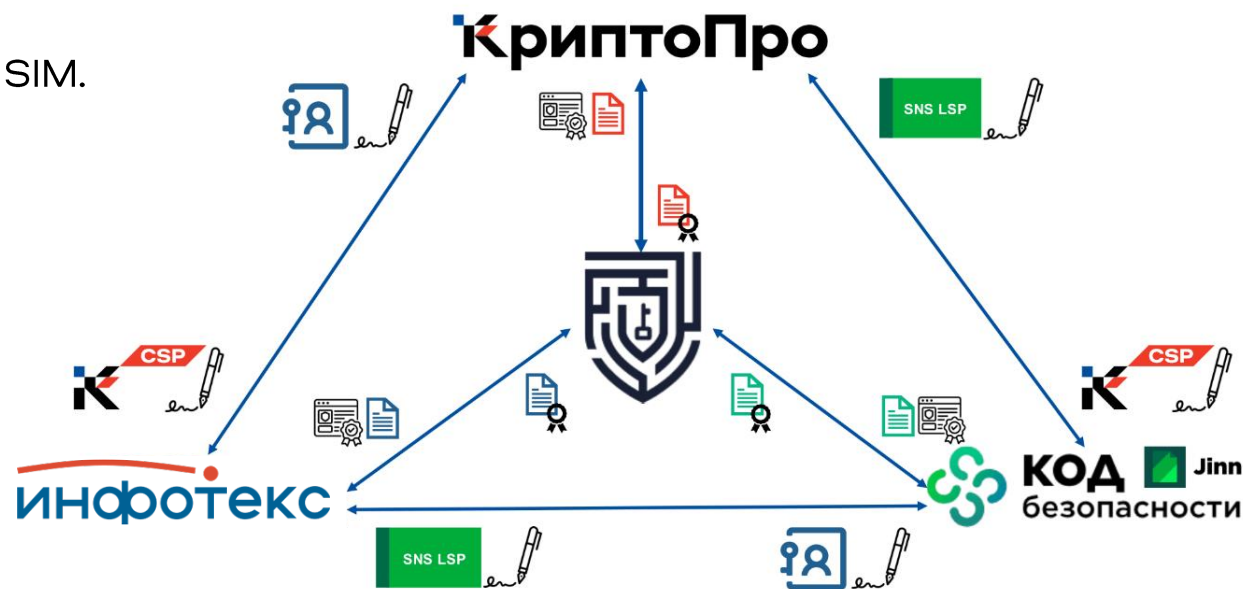 КриптоПро
SIM.
SNS LSP
CSP
CSP
инфотекс
КОД
безопасности
Jinn
SNS LSP